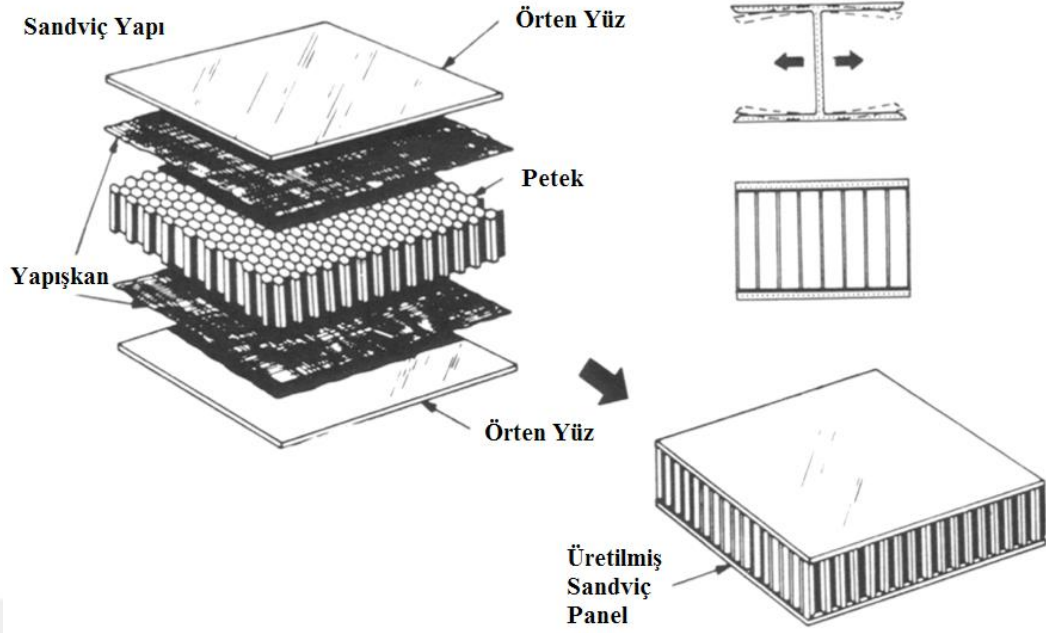 Sandviç Yapı
Örten Yüz
Petek
Yapışkan
Örten Yüz
Üretilmiş
Sandviç
Panel